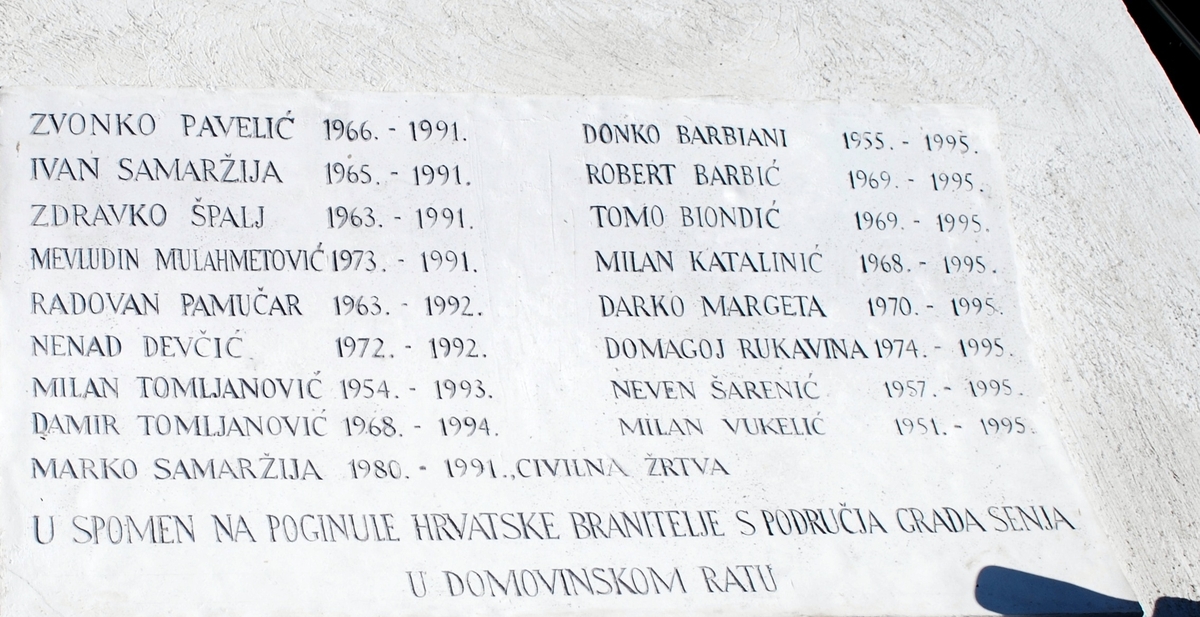 ZVONKO PAVELIĆ 1966. - 1991.
IVAN SAMARŽIJA 1965. - 1991.
ZDRAVKO ŠPALJ 1963. - 1991.
MEVLUDIN MULAHMETOVIĆ 1973. - 1991.
RADOVAN PAMUČAR 1963. - 1992.
NENAD DEVČIĆ 1972. - 1992.
MILAN TOMLJANOVIĆ 1954. - 1993.
DAMIR TOMLJANOVIĆ 1968. - 1994.
MARKO SAMARŽIJA 1980. - 1991., CIVILNA ŽRTVA
DONKO BARBIANI 1955. - 1995.
ROBERT BARBIĆ 1969. - 1995.
TOMO BIONDIĆ 1969. - 1995.
MILAN KATALINIĆ 1968. - 1995.
DARKO MARGETA 1970. - 1995.
DOMAGOJ RUKAVINA 1974. - 1995.
NEVEN ŠARENIĆ 1957. - 1995.
MILAN VUKELIĆ 1951. - 1995.
U SPOMEN NA POGINULE HRVATSKE BRANITELJE S PODRUČJA GRADA SENJA
U DOMOVINSKOM RATU